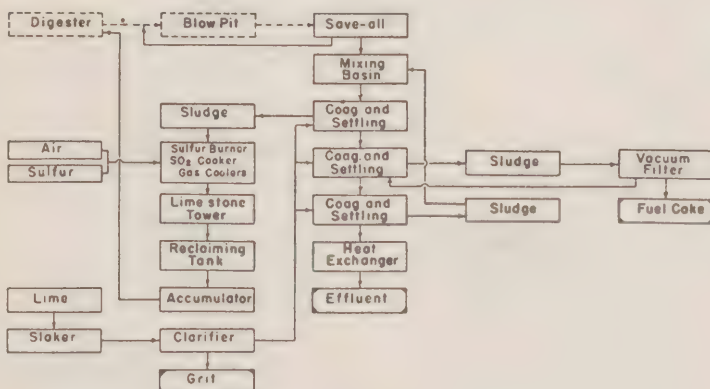 Digester
Blow Pit
Save-all
Mixing
Basin
Sludge
Coag and
Settling
Air
Sulfur
Sulfur Burner
SO₂ Cooker
Gas Coolers
Coag. and
Settling
Sludge
Vacuum
Filter
Lime stone
Tower
Coag and
Settling
Sludge
Fuel Cake
Reclaiming
Tank
Heat
Exchanger
Lime
Accumulator
Effluent
Slaker
Clarifier
Grit